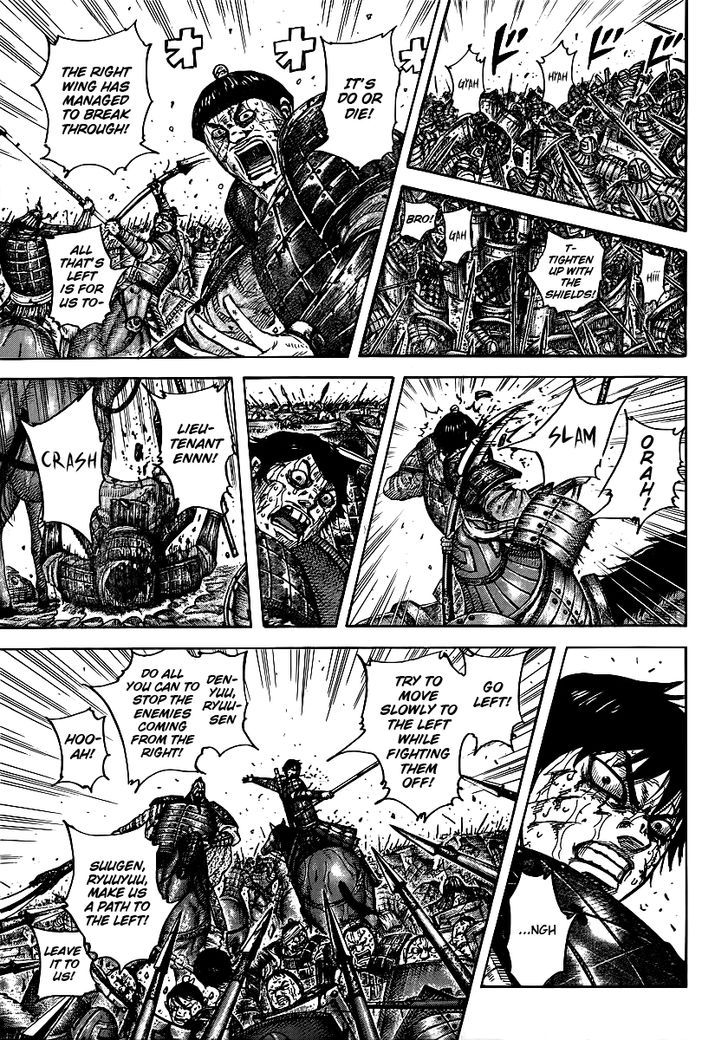 ドド
ド
GYAH
HYAH
BRO!
GAH
T-
TIGHTEN
UP WITH
THE
SHIELDS!
HIII
オオオ
IT'S
DO OR
DIE!
THE RIGHT
WING HAS
MANAGED TO
BREAK
THROUGH!
ALL
THAT'S
LEFT
IS FOR
US TO-
ORAH!
SLAM
LIEU-
TENANT
ENNN!
CRASH
...NGH
GO
LEFT!
TRY TO
MOVE
SLOWLY TO
THE LEFT
WHILE
FIGHTING
THEM
OFF!
DEN-
YUU,
RYUU-
SEN
DO ALL
YOU CAN TO
STOP THE
ENEMIES
COMING
FROM THE
RIGHT!
HOO-
AH!
SUUGEN,
RYUUYUU,
MAKE US
A PATH TO
THE LEFT!
LEAVE
IT TO
US!